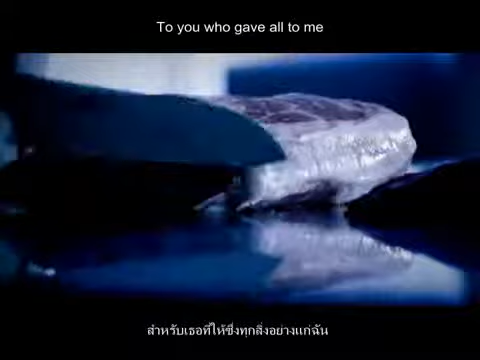 To you who gave all to me
สำหรับเธอที่ให้ซึ่งทุกสิ่งอย่างแก่ฉัน